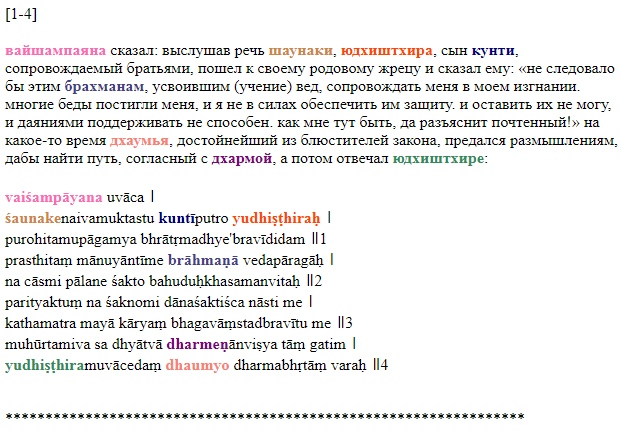 [1-4]
вайшампаяна сказал: выслушав речь шаунаки, юдхиштхира, сын кунти,
сопровождаемый братьями, пошел к своему родовому жрецу и сказал ему: «не следовало
бы этим брахманам, усвоившим (учение) вед, сопровождать меня в моем изгнании.
многие беды постигли меня, и я не в силах обеспечить им защиту. и оставить их не могу,
и даяниями поддерживать не способен. как мне тут быть, да разъяснит почтенный!» на
какое-то время дхаумья, достойнейший из блюстителей закона, предался размышлениям,
дабы найти путь, согласный с дхармой, а потом отвечал юдхиштхире:
vaiśampāyana uvāca |
śaunakenaivamuktastu kuntīputro yudhiṣṭhiraḥ |
purohitamupāgamya bhrātṛmadhye'bravīdidam ||1
prasthitaṃ mānuyāntīme brāhmaṇā vedapāragāḥ |
na cāsmi pālane śakto bahuduḥkhasamanvitaḥ ||2
parityaktuṃ na śaknomi dānaśaktiśca nāsti me |
kathamatra mayā kāryaṃ bhagavāṃstadbravītu me ||3
muhūrtamiva sa dhyātvā dharmeṇānviṣya tāṃ gatim |
yudhiṣṭhiramuvācedaṃ dhaumyo dharmabhṛtāṃ varaḥ ||4
*****************************************************************